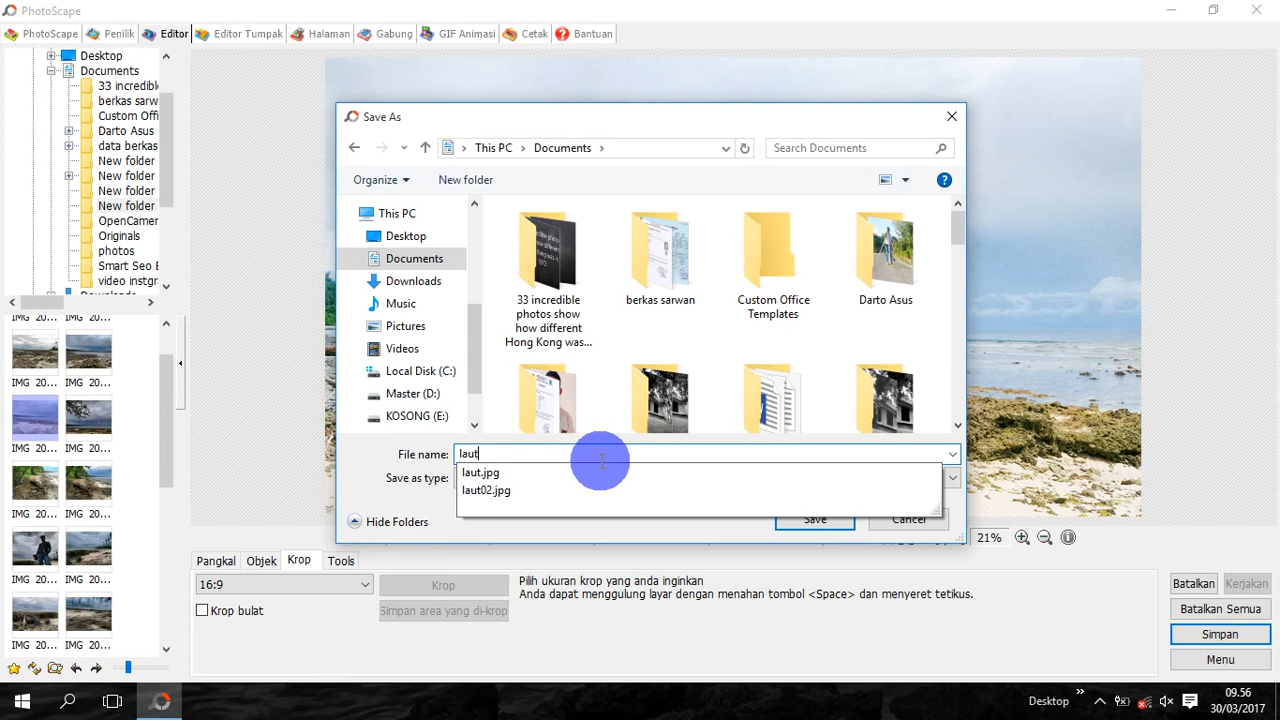 PhotoScape
PhotoScape Penilik Editor Editor Tumpak Halaman Gabung GIF Animasi Cetak Bantuan
Desktop
Documents
33 incredibl
berkas sarw
Custom Offi
Darto Asus
data berkas
New folder
New folder
New folder
New folder
OpenCamer
Originals
photos
Smart Seo E
video instgr
IMG 20... IMG 20...
IMG 20... IMG 20...
IMG 20... IMG 20...
IMG 20... IMG 20...
IMG 20... IMG 20...
IMG 20... IMG 20...
Save As
This PC Documents
Search Documents
Organize New folder
This PC
Desktop
Documents
Downloads
Music
Pictures
Videos
Local Disk (C:)
Master (D:)
KOSONG (E:)
33 incredible
photos show
how different
Hong Kong was...
berkas sarwan
Custom Office
Templates
Darto Asus
File name: laut
Save as type:
laut.jpg
laut02.jpg
Hide Folders
Save Cancel
21%
Pangkal Objek Krop Tools
16:9
Krop
Krop bulat
Simpan area yang di-krop
Pilih ukuran krop yang anda inginkan
Anda dapat menggulung layar dengan menahan tombol <Space> dan menyeret tetikus.
Batalkan Kerjakan
Batalkan Semua
Simpan
Menu
Desktop
09.56
30/03/2017